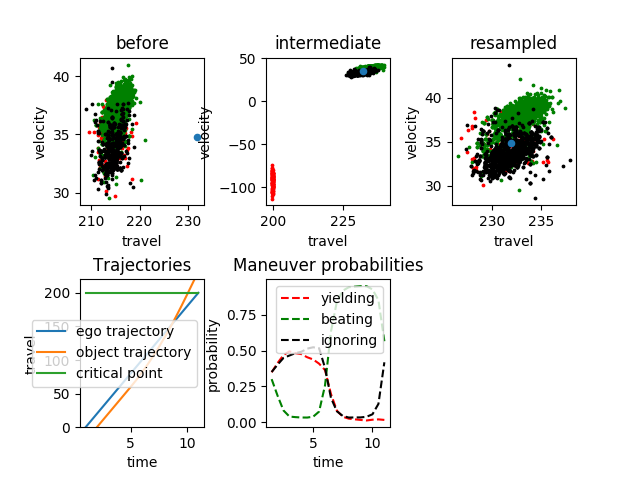 before
intermediate
resampled
40
35
30
velocity
210
220
230
travel
50
0
−50
−100
velocity
200
225
travel
40
35
30
velocity
230
235
travel
Trajectories
Maneuver probabilities
200
150
100
50
0
travel
ego trajectory
object trajectory
critical point
5
10
time
0.75
0.50
0.25
0.00
probability
yielding
beating
ignoring
5
10
time